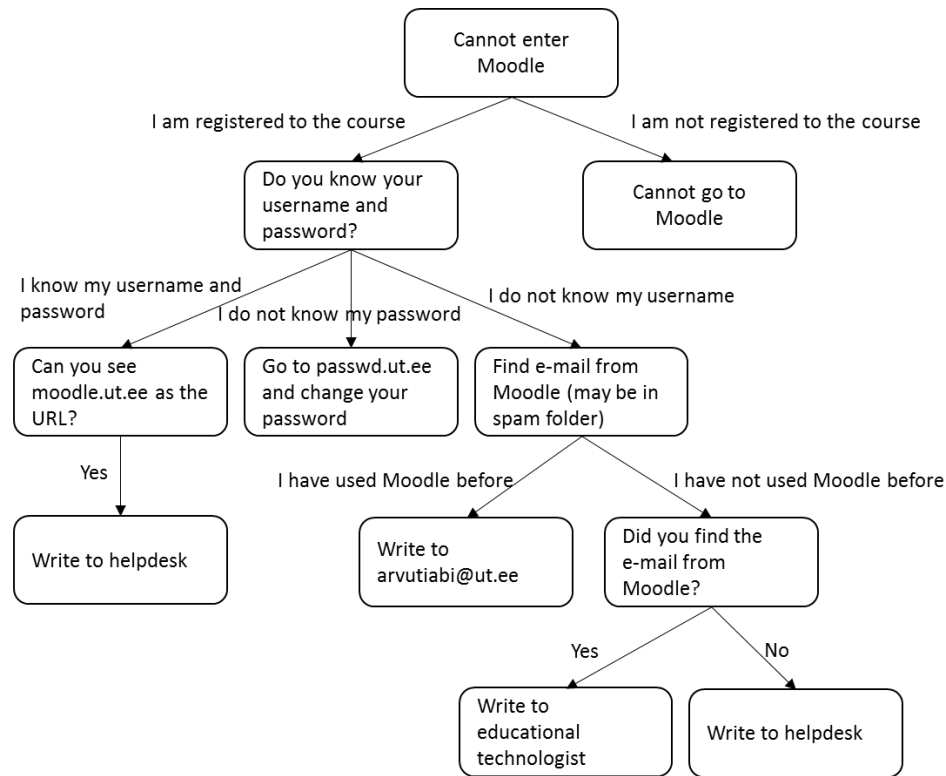 Cannot enter
Moodle
I am registered to the course
I am not registered to the course
Do you know your
username and
password?
Cannot go to
Moodle
I know my username and
password
I do not know my password
I do not know my username
Can you see
moodle.ut.ee as the
URL?
Go to passwd.ut.ee
and change your
password
Find e-mail from
Moodle (may be in
spam folder)
Yes
I have used Moodle before
I have not used Moodle before
Write to helpdesk
Write to
arvutiabi@ut.ee
Did you find the
e-mail from
Moodle?
Yes
No
Write to
educational
technologist
Write to helpdesk